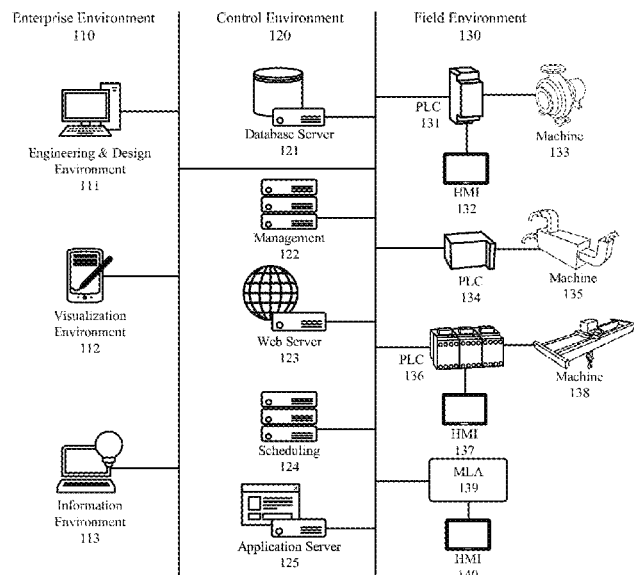 Enterprise Environment
110
Engineering & Design
Environment
111
Visualization
Environment
112
Information
Environment
113
Control Environment
120
Database Server
121
Management
122
Web Server
123
Scheduling
124
Application Server
125
Field Environment
130
PLC
131
Machine
133
HMI
132
PLC
134
Machine
135
PLC
136
Machine
138
HMI
137
MLA
139
HMI
140